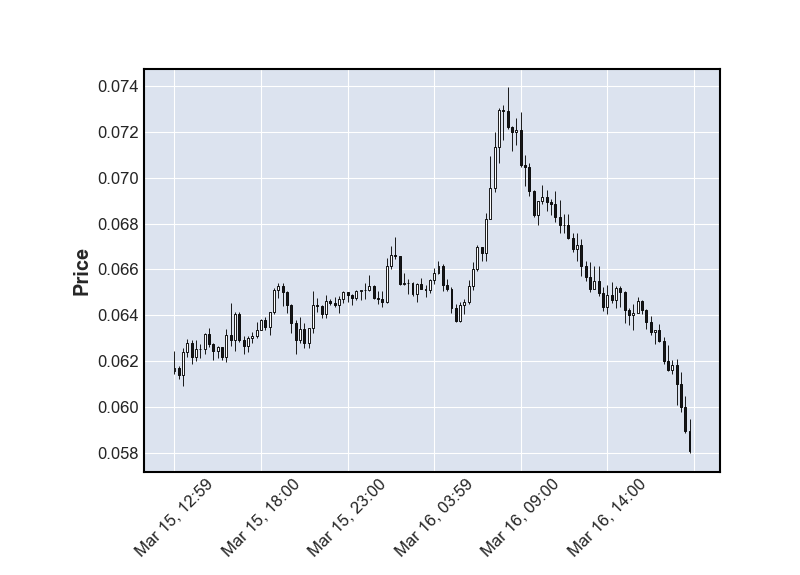 0.074
0.072
0.070
0.068
0.066
0.064
0.062
0.060
0.058
Price
Mar 15, 12:59
Mar 15, 18:00
Mar 15, 23:00
Mar 16, 03:59
Mar 16, 09:00
Mar 16, 14:00